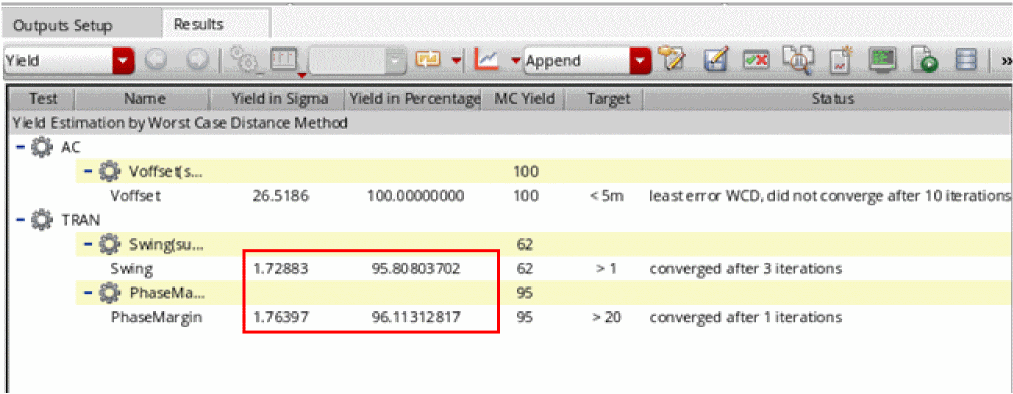 Outputs Setup Results
Yield Append »
Test Name Yield in Sigma Yield in Percentage MC Yield Target Status
Yield Estimation by Worst Case Distance Method
AC
Voffset(s... 100
Voffset 26.5186 100.00000000 100 < 5m least error WCD, did not converge after 10 iterations
TRAN
Swing(su... 62
Swing 1.72883 95.80803702 62 > 1 converged after 3 iterations
PhaseMa... 95
PhaseMargin 1.76397 96.11312817 95 > 20 converged after 1 iterations